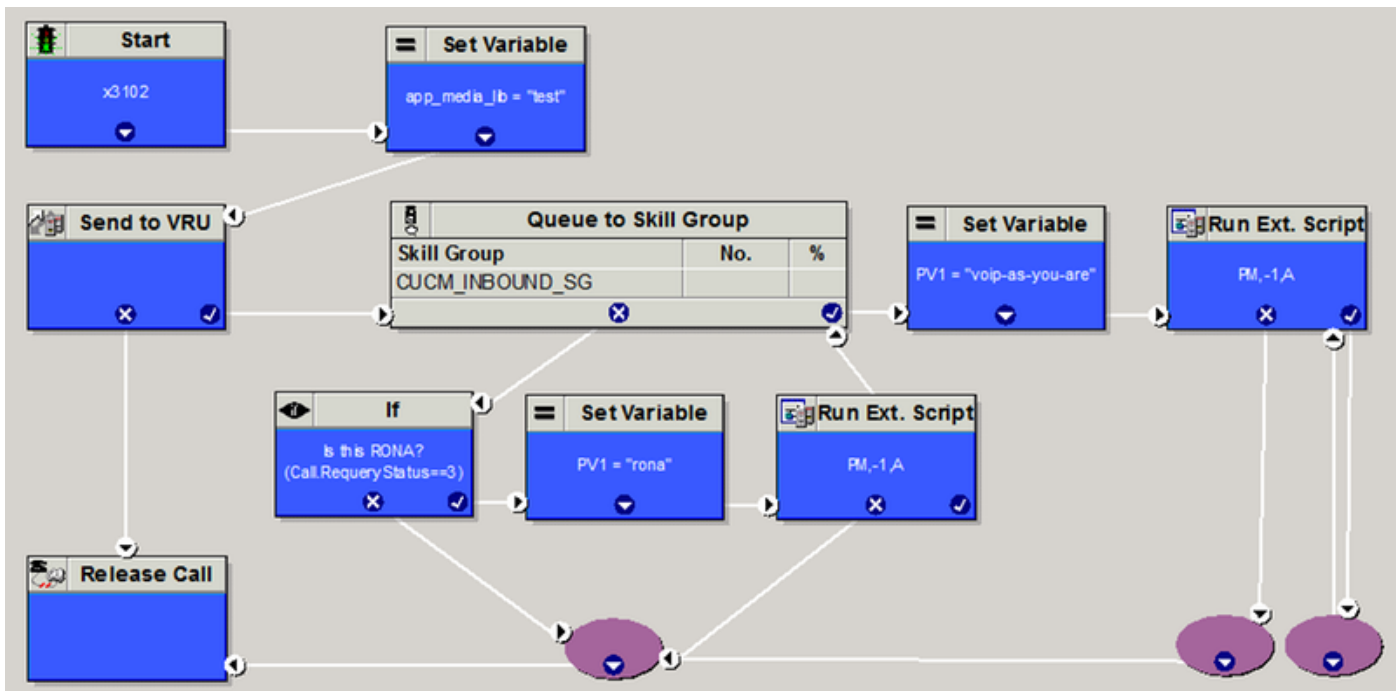 Start
x3102
= Set Variable
app_media_lib = "test"
Send to VRU
Queue to Skill Group
Skill Group No. %
CUCM_INBOUND_SG
= Set Variable
PV1 = "voip-as-you-are"
Run Ext. Script
PM,-1,A
If
Is this RONA?
(Call.RequeryStatus==3)
= Set Variable
PV1 = "rona"
Run Ext. Script
PM,-1,A
Release Call